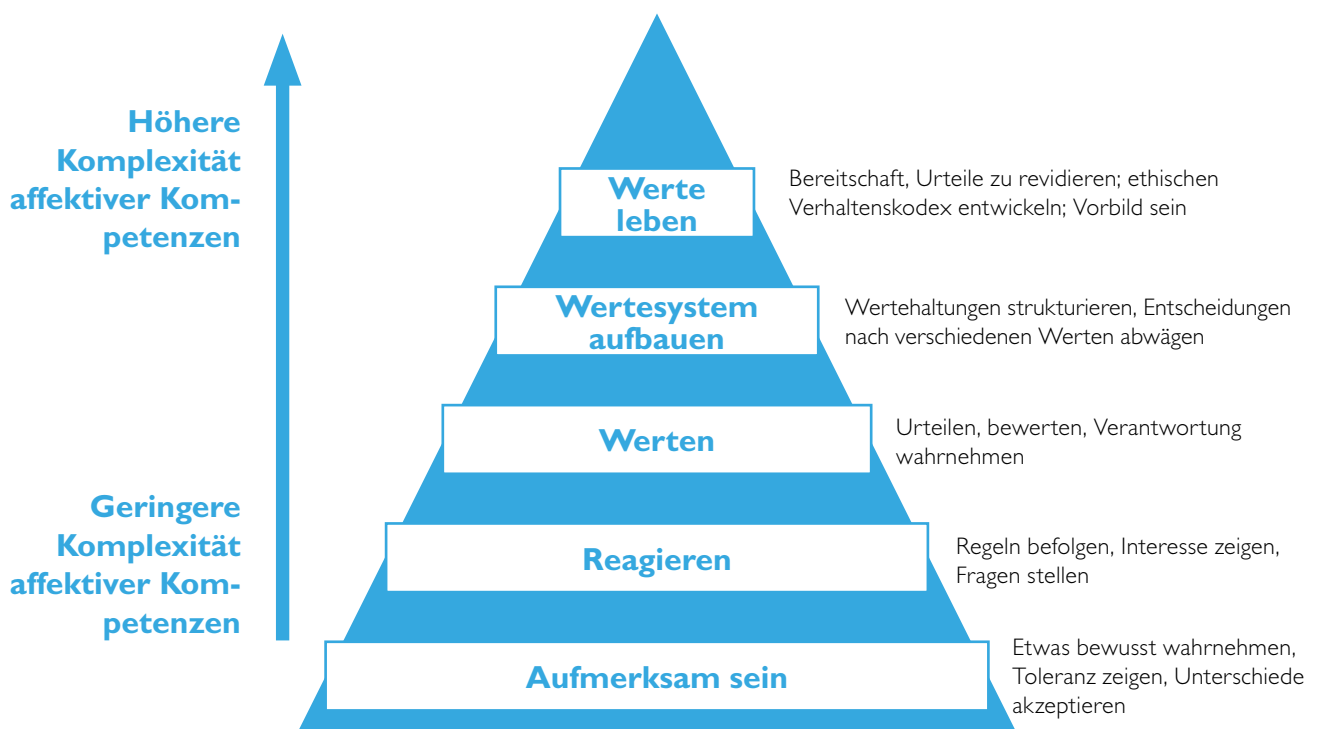 Höhere
Komplexität
affektiver Kom-
petenzen
Geringere
Komplexität
affektiver Kom-
petenzen
Werte
leben
Bereitschaft, Urteile zu revidieren; ethischen
Verhaltenskodex entwickeln; Vorbild sein
Wertesystem
aufbauen
Wertehaltungen strukturieren, Entscheidungen
nach verschiedenen Werten abwägen
Werten
Urteilen, bewerten, Verantwortung
wahrnehmen
Reagieren
Regeln befolgen, Interesse zeigen,
Fragen stellen
Aufmerksam sein
Etwas bewusst wahrnehmen,
Toleranz zeigen, Unterschiede
akzeptieren